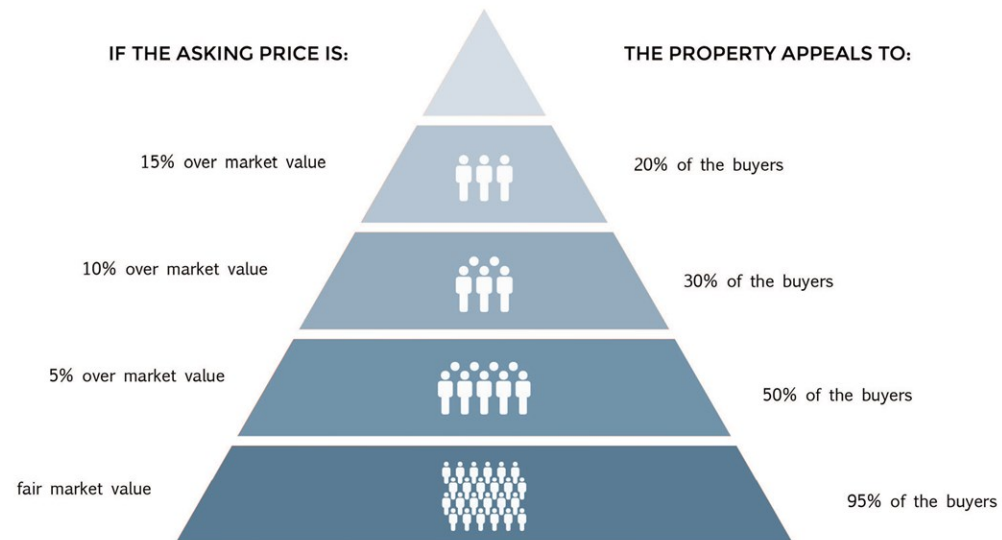 IF THE ASKING PRICE IS:
THE PROPERTY APPEALS TO:
15% over market value
20% of the buyers
10% over market value
30% of the buyers
5% over market value
50% of the buyers
fair market value
95% of the buyers